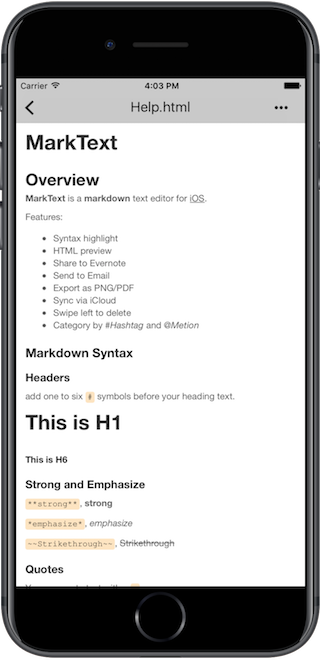 Carrier 4:03 PM
Help.html
MarkText
Overview
MarkText is a markdown text editor for iOS.
Features:
Syntax highlight
HTML preview
Share to Evernote
Send to Email
Export as PNG/PDF
Sync via iCloud
Swipe left to delete
Category by #Hashtag and @Metion
Markdown Syntax
Headers
add one to six # symbols before your heading text.
This is H1
This is H6
Strong and Emphasize
**strong**, strong
*emphasize*, emphasize
~~Strikethrough~~, Strikethrough
Quotes